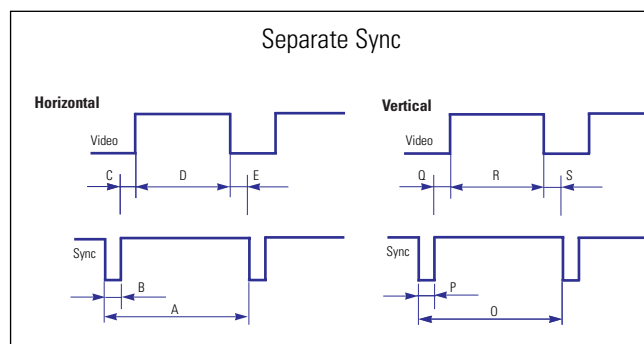 Separate Sync
Horizontal
Vertical
Video
Video
C
D
E
Q
R
S
Sync
Sync
B
P
A
O